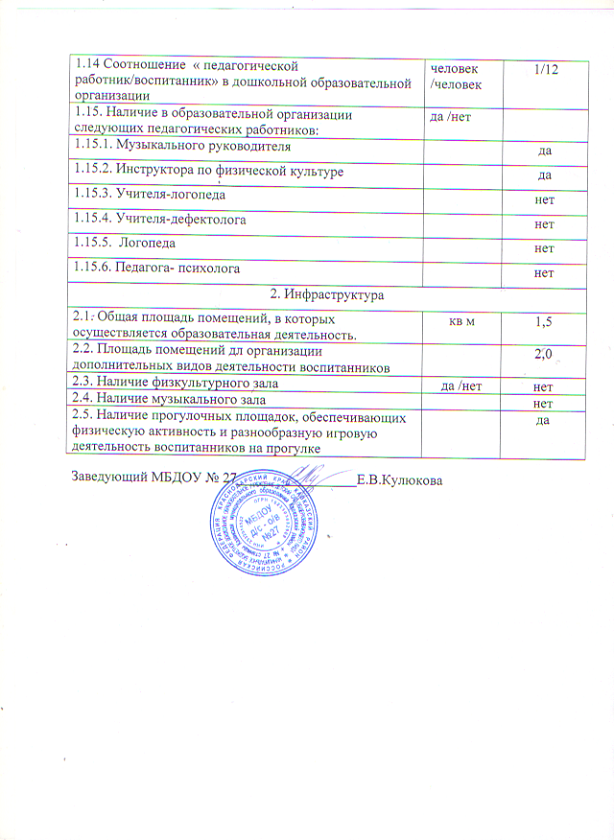 1.14 Соотношение « педагогической человек 1/12
работник/воспитанник» в дошкольной образовательной /человек
организации
1.15. Наличие в образовательной организации да /нет
следующих педагогических работников:
1.15.1. Музыкального руководителя да
1.15.2. Инструктора по физической культуре да
1.15.3. Учителя-логопеда нет
1.15.4. Учителя-дефектолога нет
1.15.5. Логопеда нет
1.15.6. Педагога- психолога нет
2. Инфраструктура
2.1. Общая площадь помещений, в которых кв м 1,5
осуществляется образовательная деятельность.
2.2. Площадь помещений дл организации 2,0
дополнительных видов деятельности воспитанников
2.3. Наличие физкультурного зала да /нет нет
2.4. Наличие музыкального зала нет
2.5. Наличие прогулочных площадок, обеспечивающих да
физическую активность и разнообразную игровую
деятельность воспитанников на прогулке
Заведующий МБДОУ № 27 Е.В.Кулюкова
РОССИЙСКАЯ ФЕДЕРАЦИЯ КРАСНОДАРСКИЙ КРАЙ КАВКАЗСКИЙ РАЙОН
МБДОУ
д/с - о/в
№27